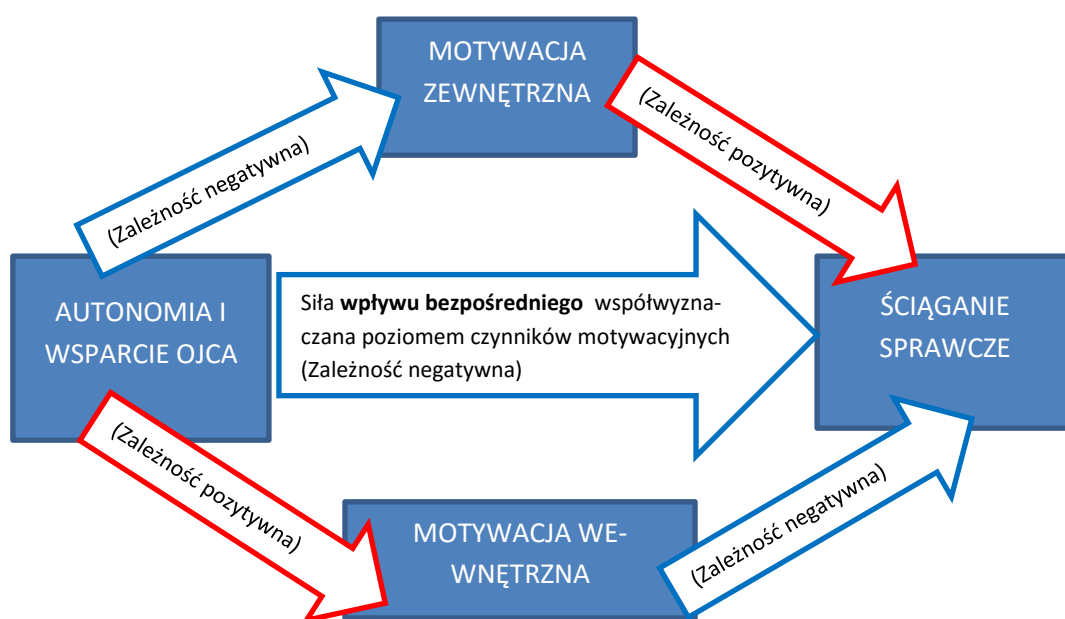 MOTYWACJA
ZEWNĘTRZNA
(Zależność negatywna)
(Zależność pozytywna)
AUTONOMIA I
WSPARCIE OJCA
Siła wpływu bezpośredniego współwyzna-
czana poziomem czynników motywacyjnych
(Zależność negatywna)
ŚCIĄGANIE
SPRAWCZE
(Zależność pozytywna)
(Zależność negatywna)
MOTYWACJA WE-
WNĘTRZNA